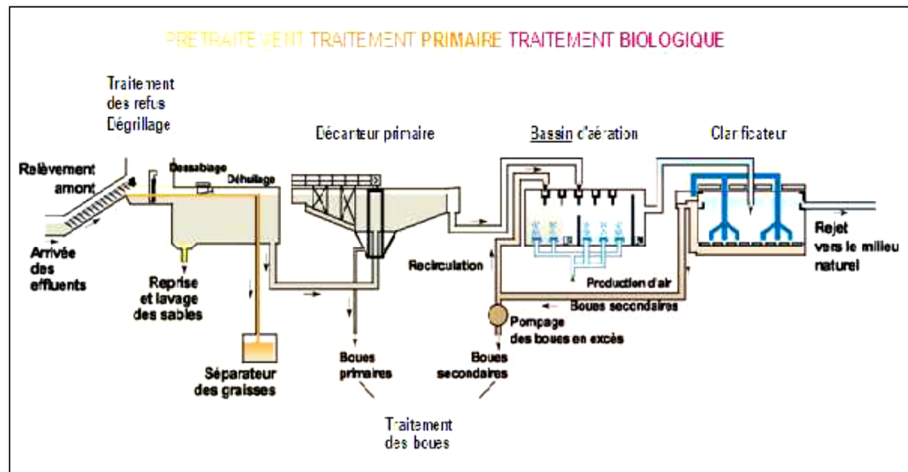 PRETRAITEMENT TRAITEMENT PRIMAIRE TRAITEMENT BIOLOGIQUE
Traitement
des refus
Dégrillage
Décanteur primaire
Bassin d'aération
Clarificateur
Relèvement
amont
Dessablage
Déhuilage
Arrivée
des
effluents
Reprise
et lavage
des sables
Séparateur
des graisses
Boues
primaires
Recirculation
Production d'air
Boues secondaires
Pompage
des boues en excés
Boues
secondaires
Rejet
vers le milieu
naturel
Traitement
des boues